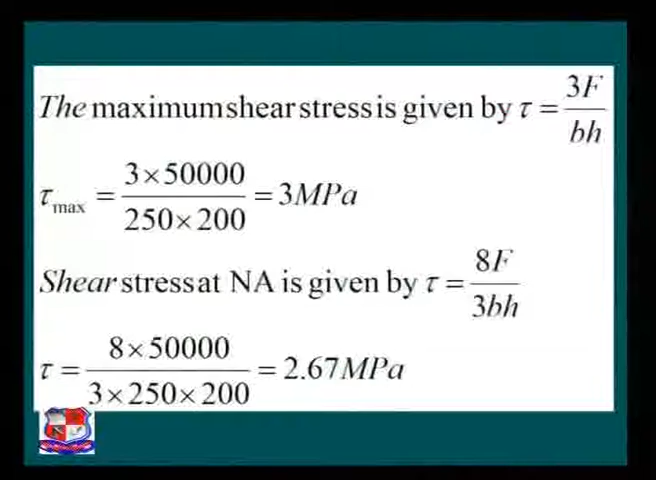 The maximum shear stress is given by τ = 3F/bh
τmax = 3×50000/250×200 = 3MPa
Shear stress at NA is given by τ = 8F/3bh
τ = 8×50000/3×250×200 = 2.67MPa